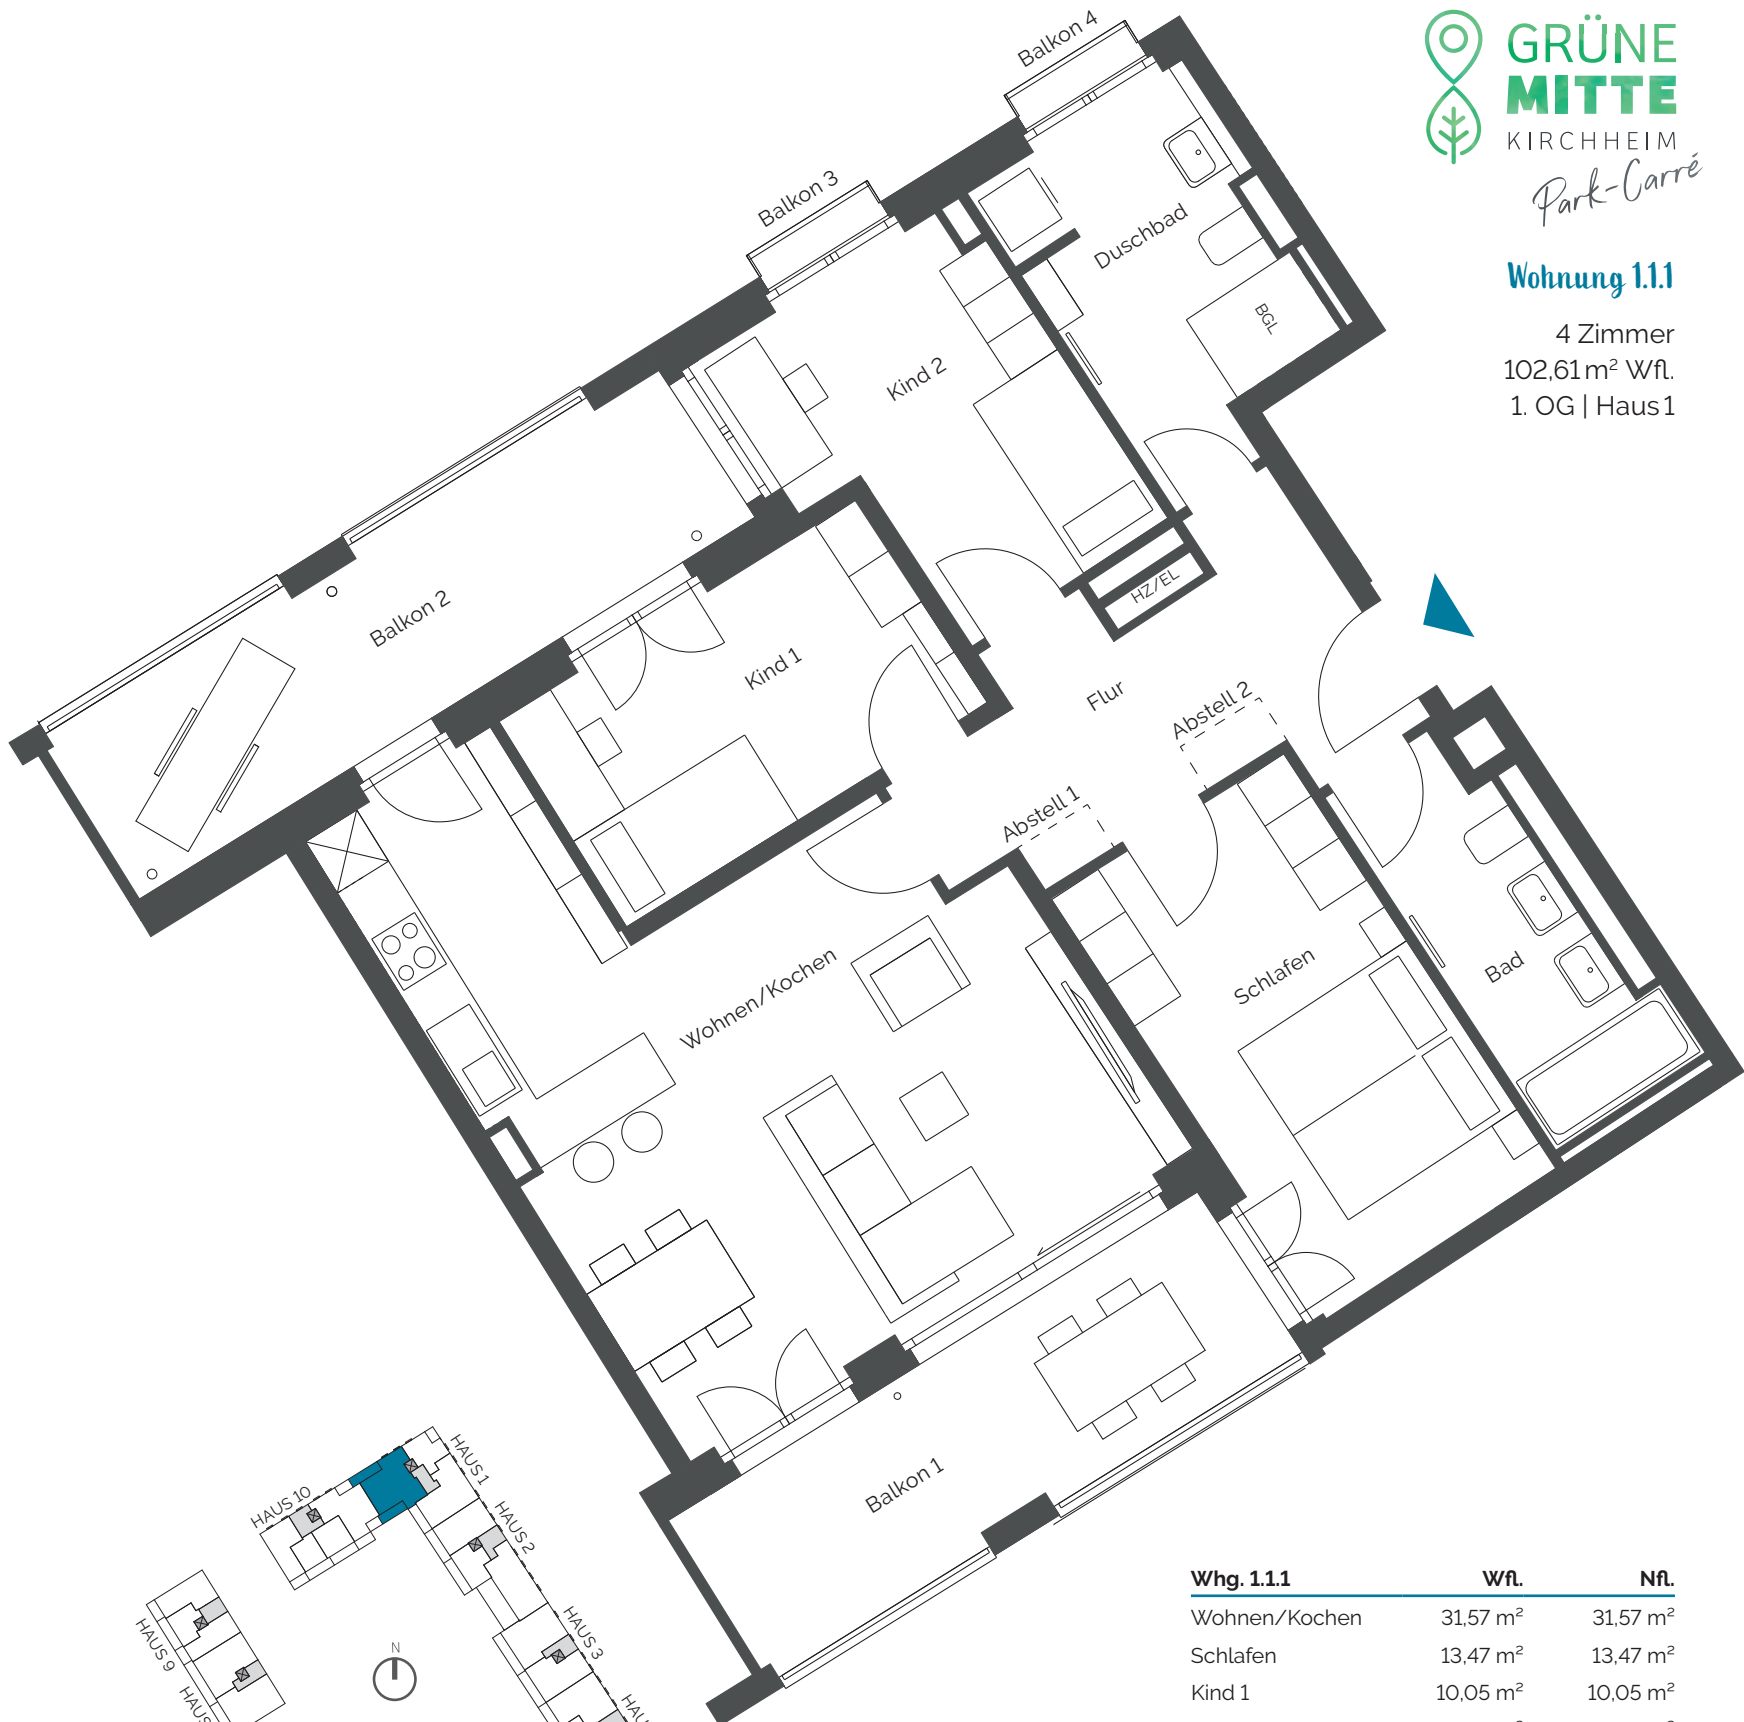 GRÜNE
MITTE
KIRCHHEIM
Park-Carré
Wohnung 1.1.1
4 Zimmer
102,61 m² Wfl.
1. OG | Haus 1
Balkon 4
Balkon 3
Duschbad
BGL
Kind 2
HZ/EL
Balkon 2
Kind 1
Flur
Abstell 2
Abstell 1
Wohnen/Kochen
Schlafen
Bad
Balkon 1
HAUS 1
HAUS 10
HAUS 2
HAUS 3
HAUS 9
N
Whg. 1.1.1 Wfl. Nfl.
Wohnen/Kochen 31,57 m² 31,57 m²
Schlafen 13,47 m² 13,47 m²
Kind 1 10,05 m² 10,05 m²